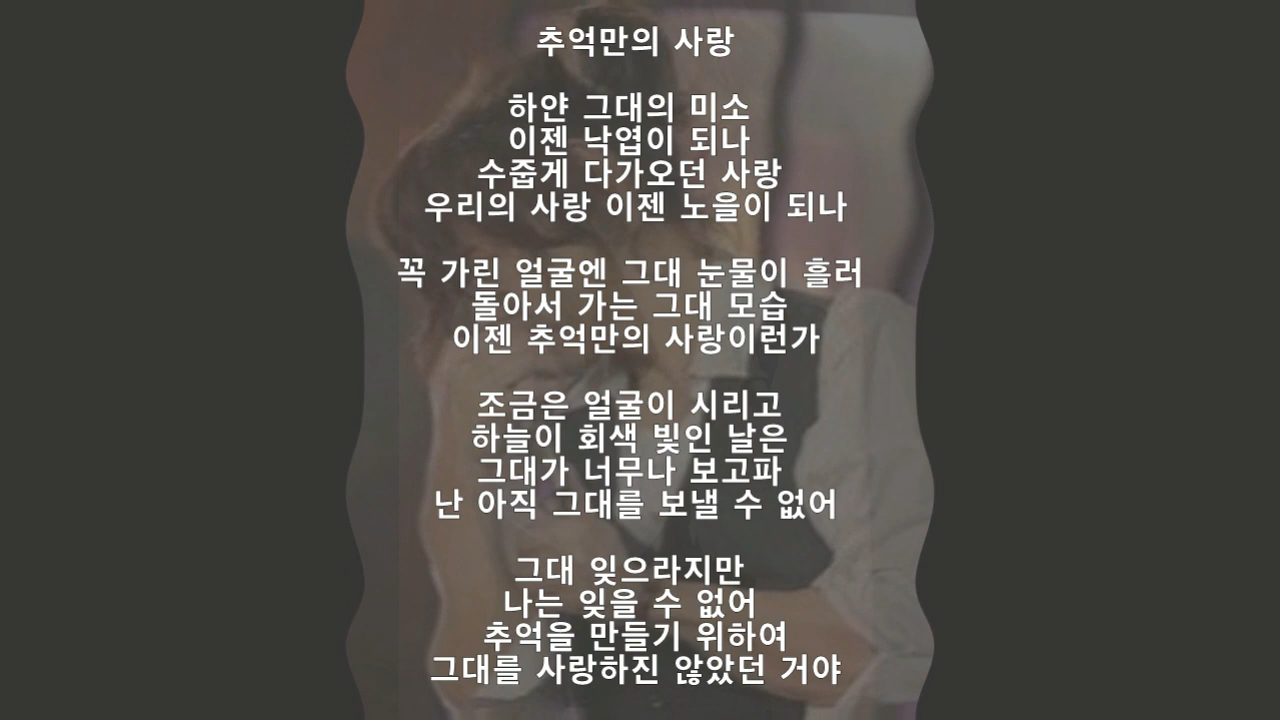 추억만의 사랑
하얀 그대의 미소
이젠 낙엽이 되나
수줍게 다가오던 사랑
우리의 사랑 이젠 노을이 되나
꼭 가린 얼굴엔 그대 눈물이 흘러
돌아서 가는 그대 모습
이젠 추억만의 사랑이런가
조금은 얼굴이 시리고
하늘이 회색 빛인 날은
그대가 너무나 보고파
난 아직 그대를 보낼 수 없어
그대 잊으라지만
나는 잊을 수 없어
추억을 만들기 위하여
그대를 사랑하진 않았던 거야